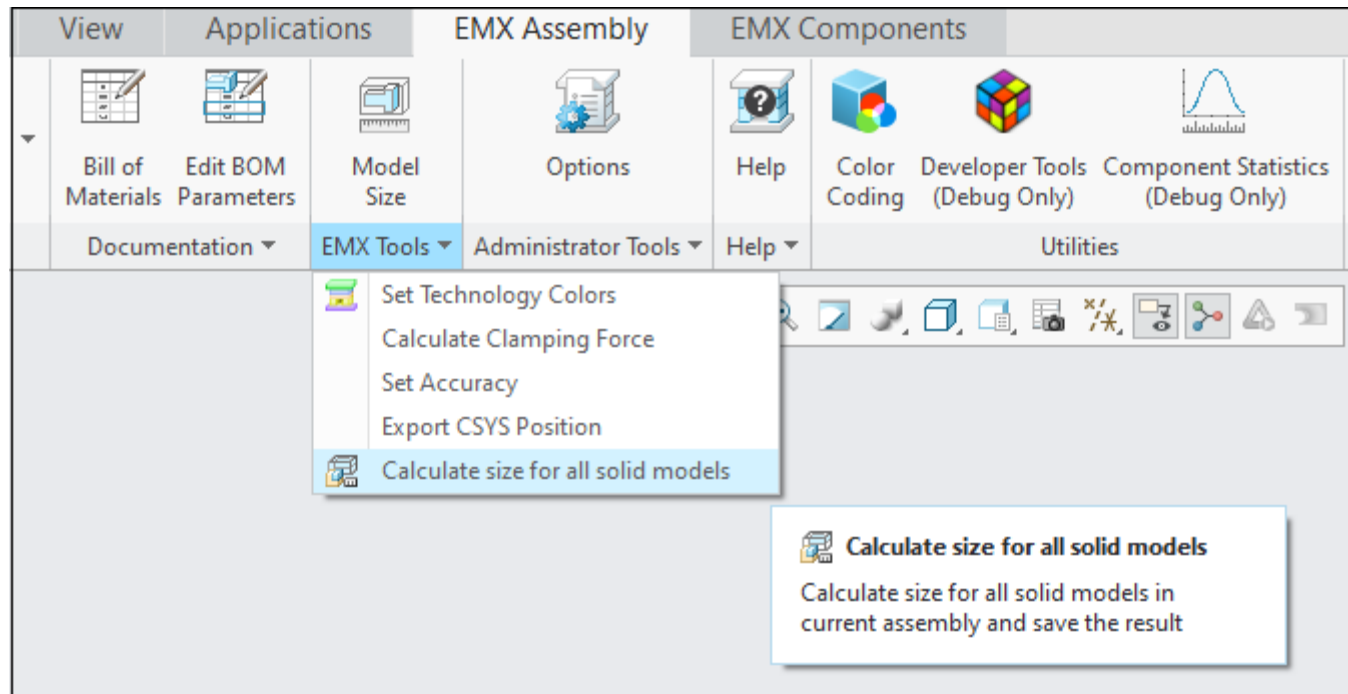 View Applications EMX Assembly EMX Components
Bill of Edit BOM Model Options Help Color Developer Tools Component Statistics
Materials Parameters Size Coding (Debug Only) (Debug Only)
Documentation EMX Tools Administrator Tools Help Utilities
Set Technology Colors
Calculate Clamping Force
Set Accuracy
Export CSYS Position
Calculate size for all solid models
Calculate size for all solid models
Calculate size for all solid models in
current assembly and save the result